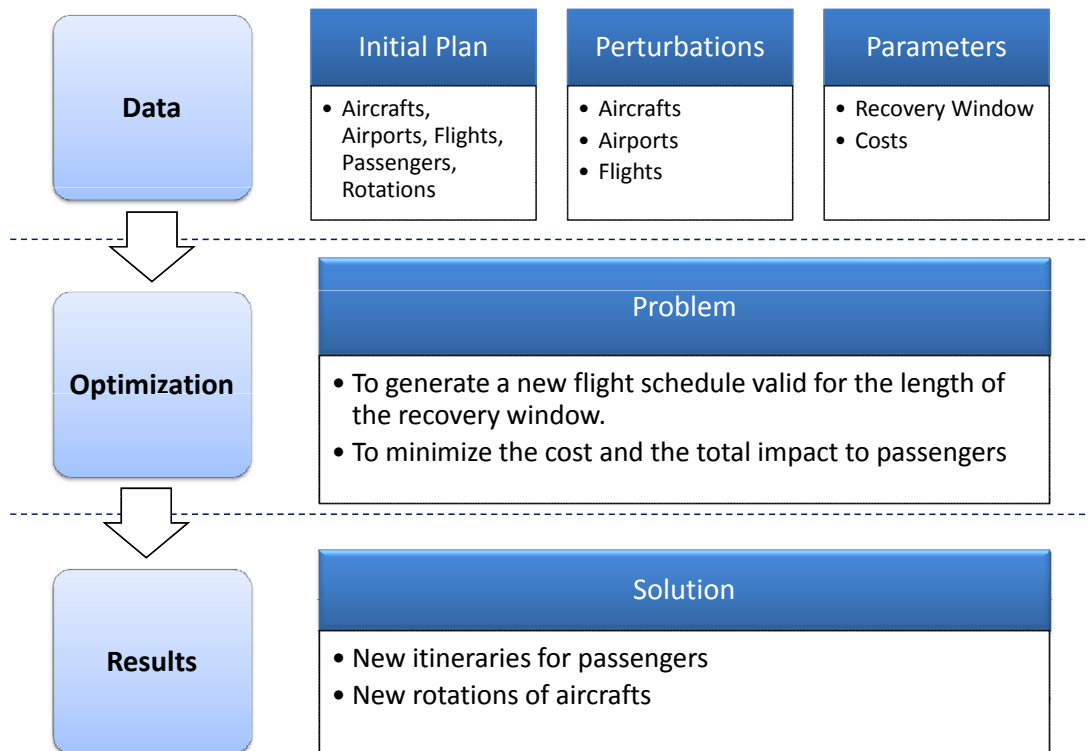 Data
Initial Plan
• Aircrafts,
Airports, Flights,
Passengers,
Rotations
Perturbations
• Aircrafts
• Airports
• Flights
Parameters
• Recovery Window
• Costs
Optimization
Problem
• To generate a new flight schedule valid for the length of
the recovery window.
• To minimize the cost and the total impact to passengers
Results
Solution
• New itineraries for passengers
• New rotations of aircrafts